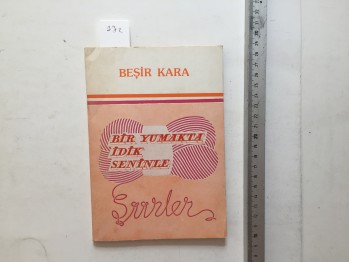 BEŞİR KARA
BİR YUMAKTA
İDİK
SENİNLE
Şiirler